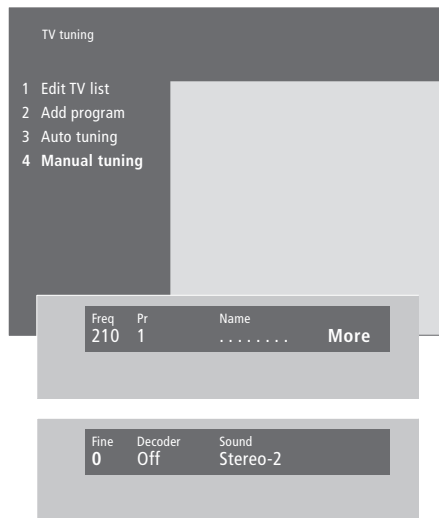 TV tuning
1 Edit TV list
2 Add program
3 Auto tuning
4 Manual tuning
Freq Pr Name
210 1 . . . . . . . . More
Fine Decoder Sound
0 Off Stereo-2